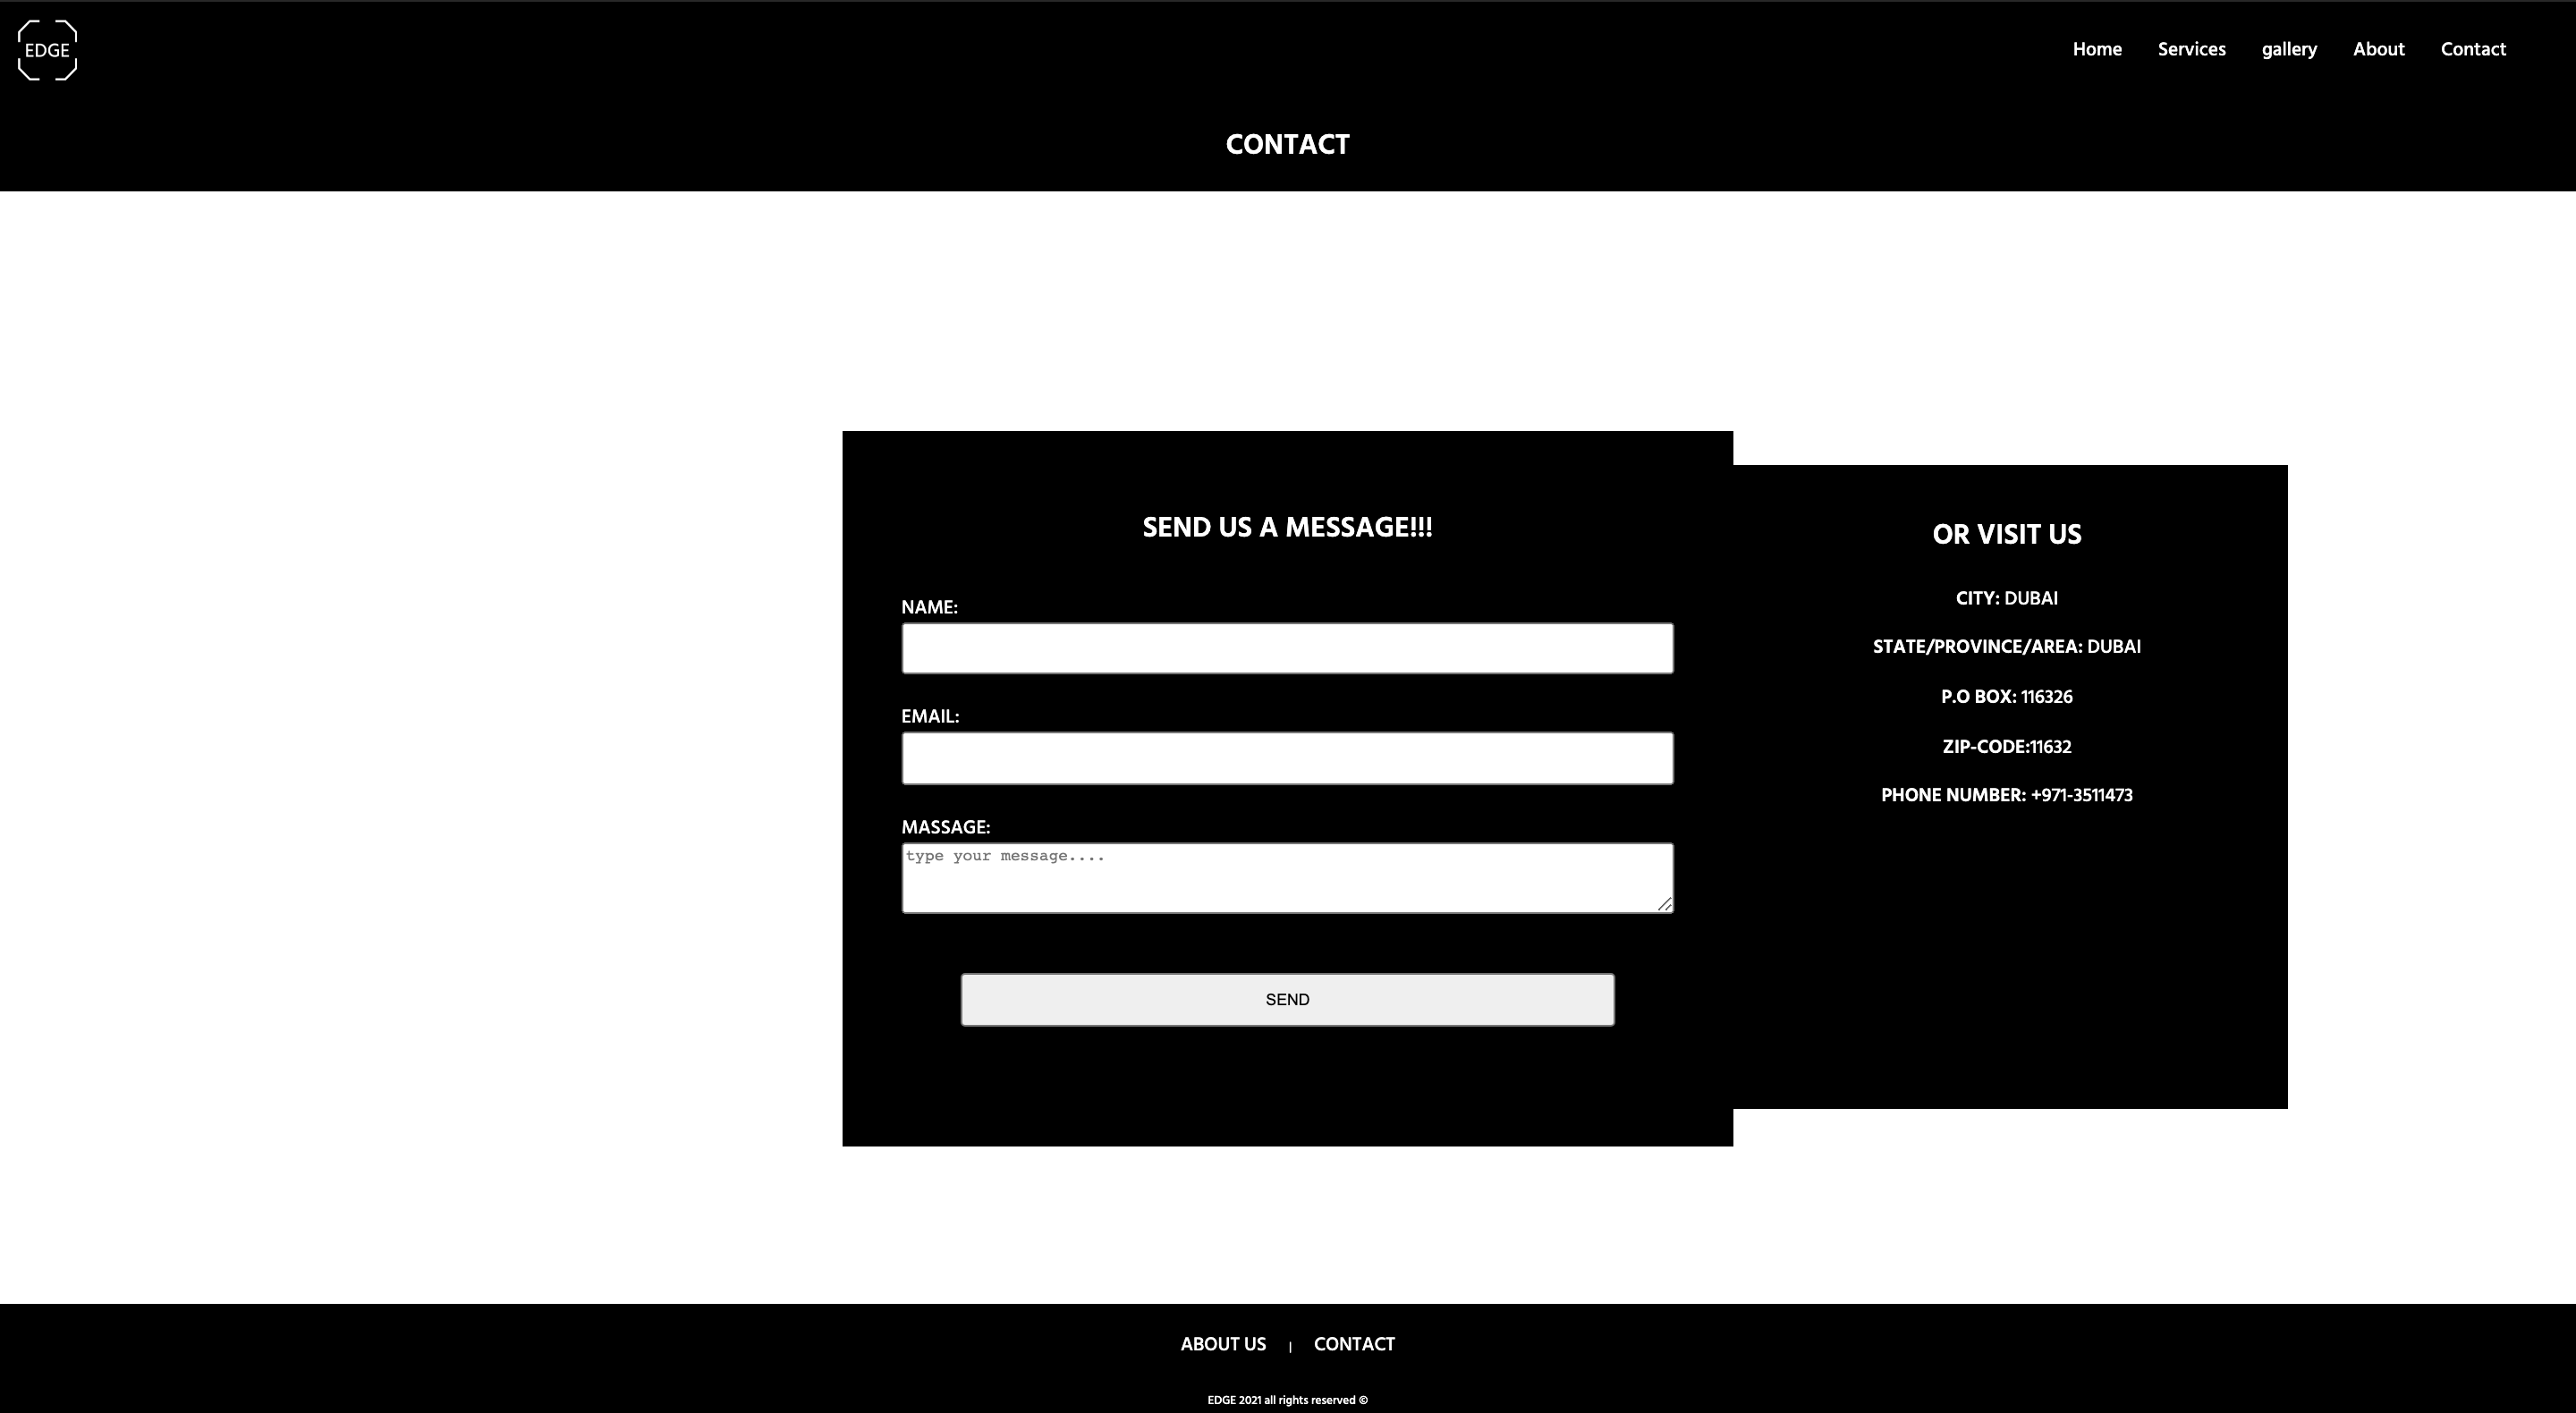 EDGE
Home Services gallery About Contact
CONTACT
SEND US A MESSAGE!!!
NAME:
EMAIL:
MASSAGE:
type your message....
SEND
OR VISIT US
CITY: DUBAI
STATE/PROVINCE/AREA: DUBAI
P.O BOX: 116326
ZIP-CODE:11632
PHONE NUMBER: +971-3511473
ABOUT US | CONTACT
EDGE 2021 all rights reserved ©